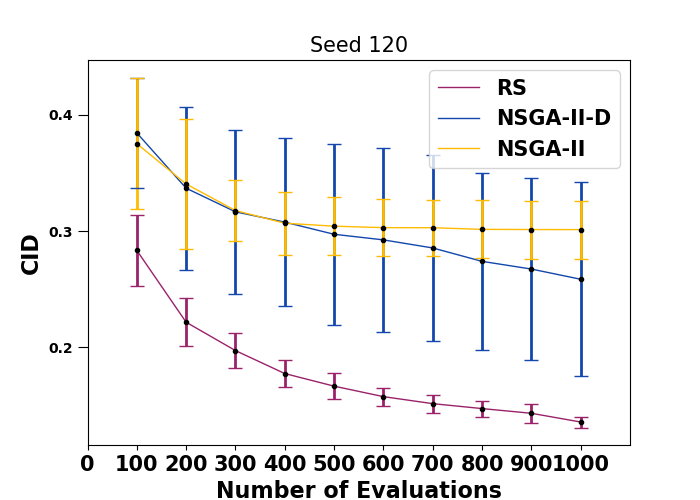 Seed 120
RS
NSGA-II-D
NSGA-II
CID
0.4
0.3
0.2
0 100 200 300 400 500 600 700 800 900 1000
Number of Evaluations